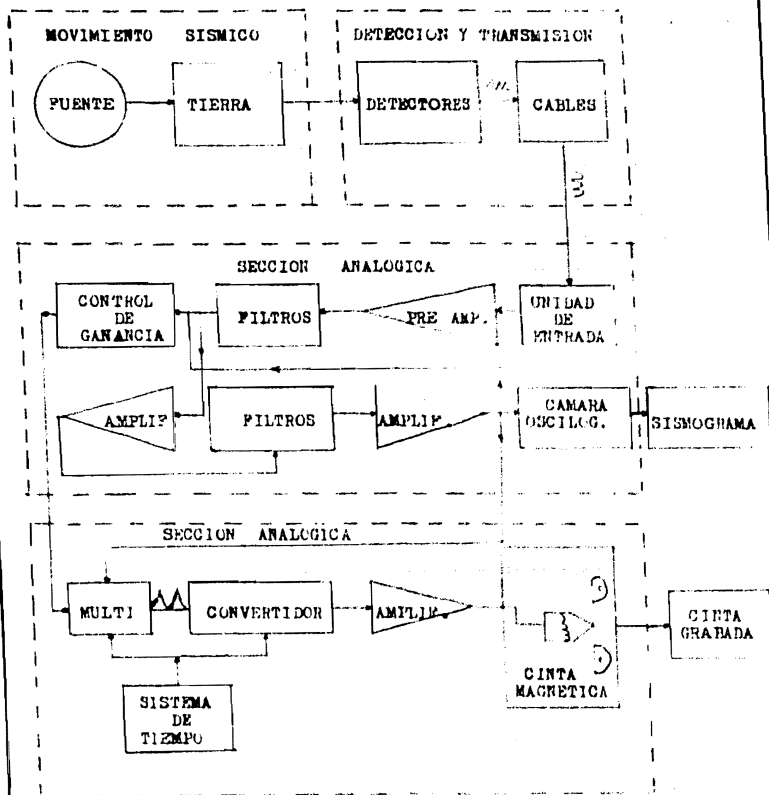 MOVIMIENTO SISMICO
DETECCION Y TRANSMISION
FUENTE
TIERRA
DETECTORES
CABLES
SECCION ANALOGICA
CONTROL
DE
GANANCIA
FILTROS
PRE AMP.
UNIDAD
DE
ENTRADA
AMPLIF
FILTROS
AMPLIF.
CAMARA
OSCILOG.
SISMOGRAMA
SECCION ANALOGICA
MULTI
CONVERTIDOR
AMPLIF.
CINTA
MAGNETICA
CINTA
GRABADA
SISTEMA
DE
TIEMPO